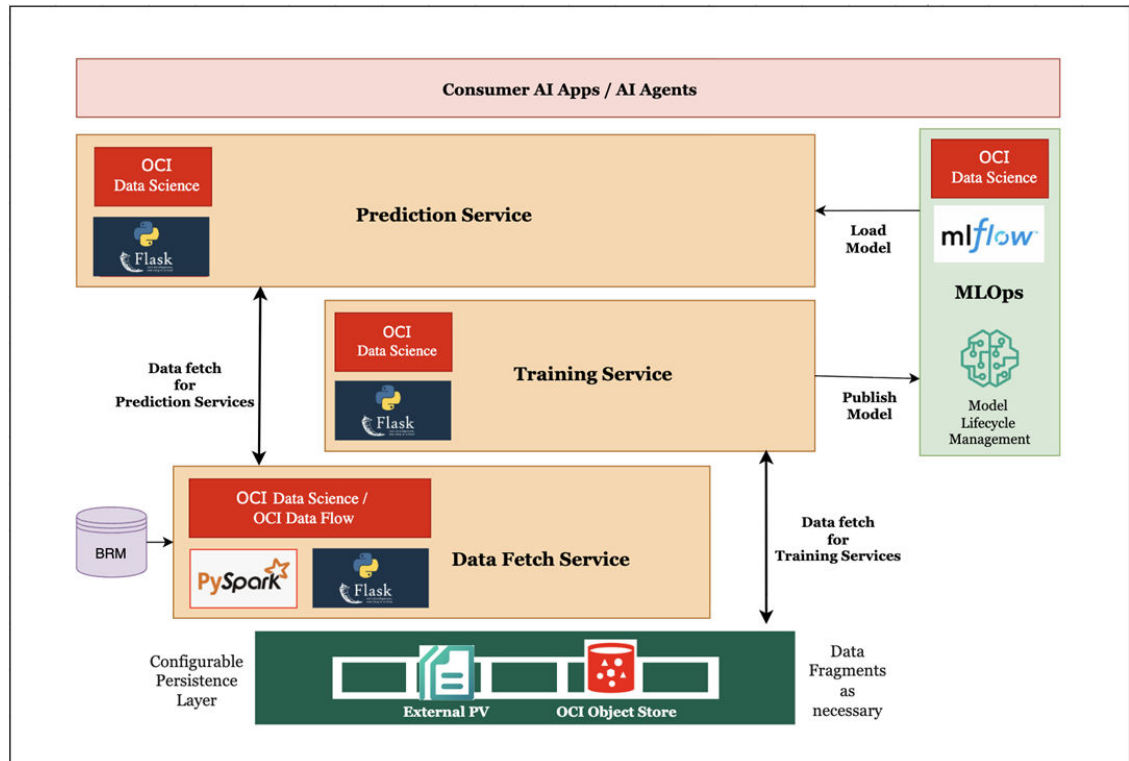 Consumer AI Apps / AI Agents
OCI
Data Science
Flask
Prediction Service
OCI
Data Science
mlflow
MLOps
Model
Lifecycle
Management
Load
Model
Data fetch
for
Prediction Services
OCI
Data Science
Flask
Training Service
Publish
Model
BRM
OCI Data Science /
OCI Data Flow
PySpark
Flask
Data Fetch Service
Data fetch
for
Training Services
Configurable
Persistence
Layer
External PV
OCI Object Store
Data
Fragments
as
necessary